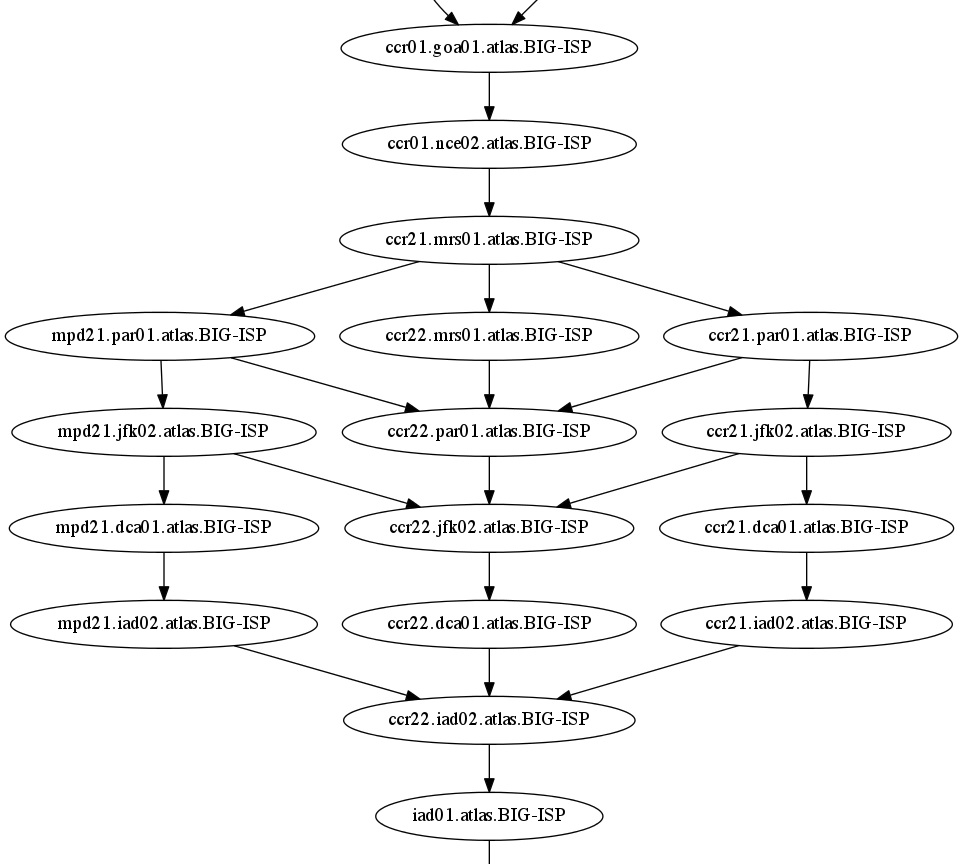 ccr01.goa01.atlas.BIG-ISP
ccr01.nce02.atlas.BIG-ISP
ccr21.mrs01.atlas.BIG-ISP
mpd21.par01.atlas.BIG-ISP
ccr22.mrs01.atlas.BIG-ISP
ccr21.par01.atlas.BIG-ISP
mpd21.jfk02.atlas.BIG-ISP
ccr22.par01.atlas.BIG-ISP
ccr21.jfk02.atlas.BIG-ISP
mpd21.dca01.atlas.BIG-ISP
ccr22.jfk02.atlas.BIG-ISP
ccr21.dca01.atlas.BIG-ISP
mpd21.iad02.atlas.BIG-ISP
ccr22.dca01.atlas.BIG-ISP
ccr21.iad02.atlas.BIG-ISP
ccr22.iad02.atlas.BIG-ISP
iad01.atlas.BIG-ISP